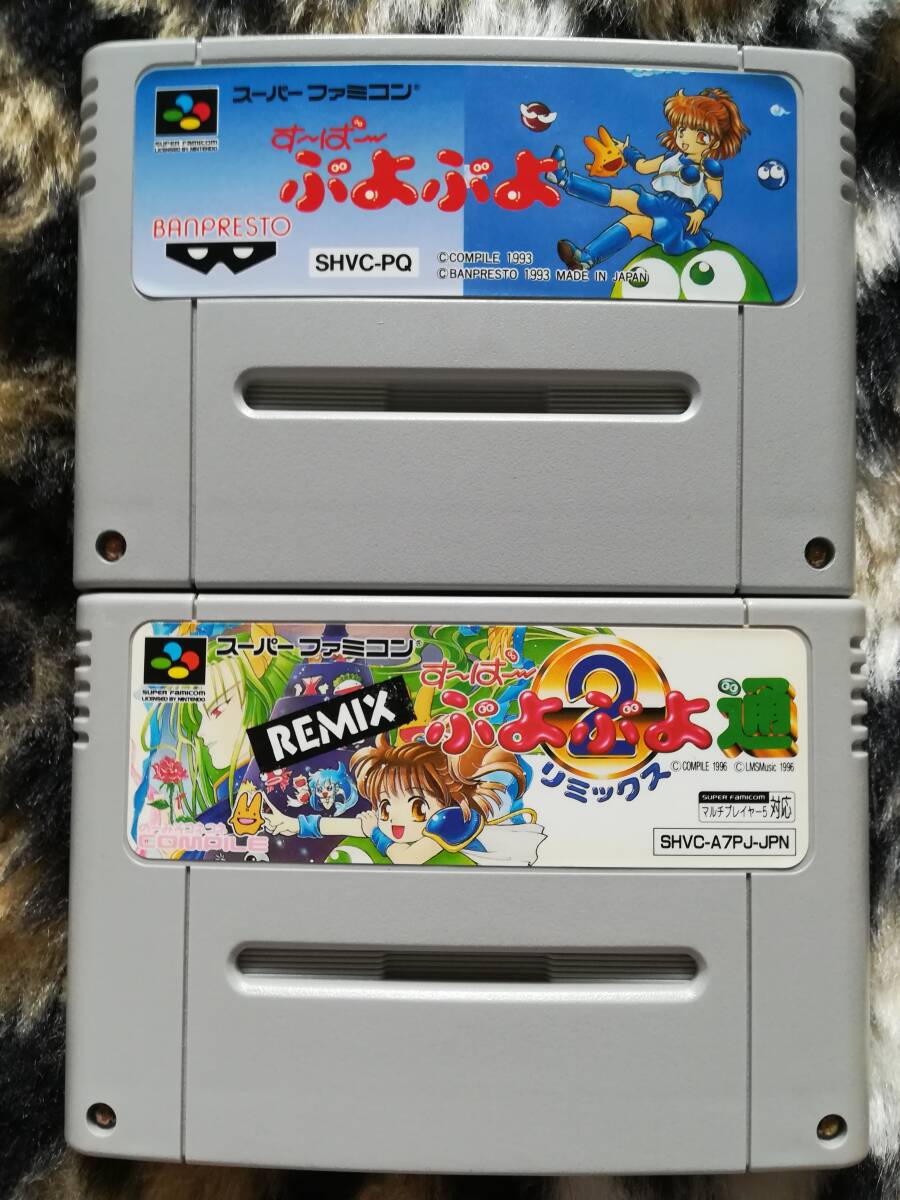 スーパーファミコン®
SUPER FAMICOM
LICENSED BY NINTENDO
す〜ぱ〜
ぷよぷよ
BANPRESTO
SHVC-PQ
©COMPILE 1993
©BANPRESTO 1993 MADE IN JAPAN
スーパーファミコン®
SUPER FAMICOM
LICENSED BY NINTENDO
す〜ぱ〜
ぷよぷよ通
2
REMIX
リミックス
©COMPILE 1996 ©LMSMusic 1996
SUPER FAMICOM
マルチプレイヤー5 対応
COMPILE
SHVC-A7PJ-JPN